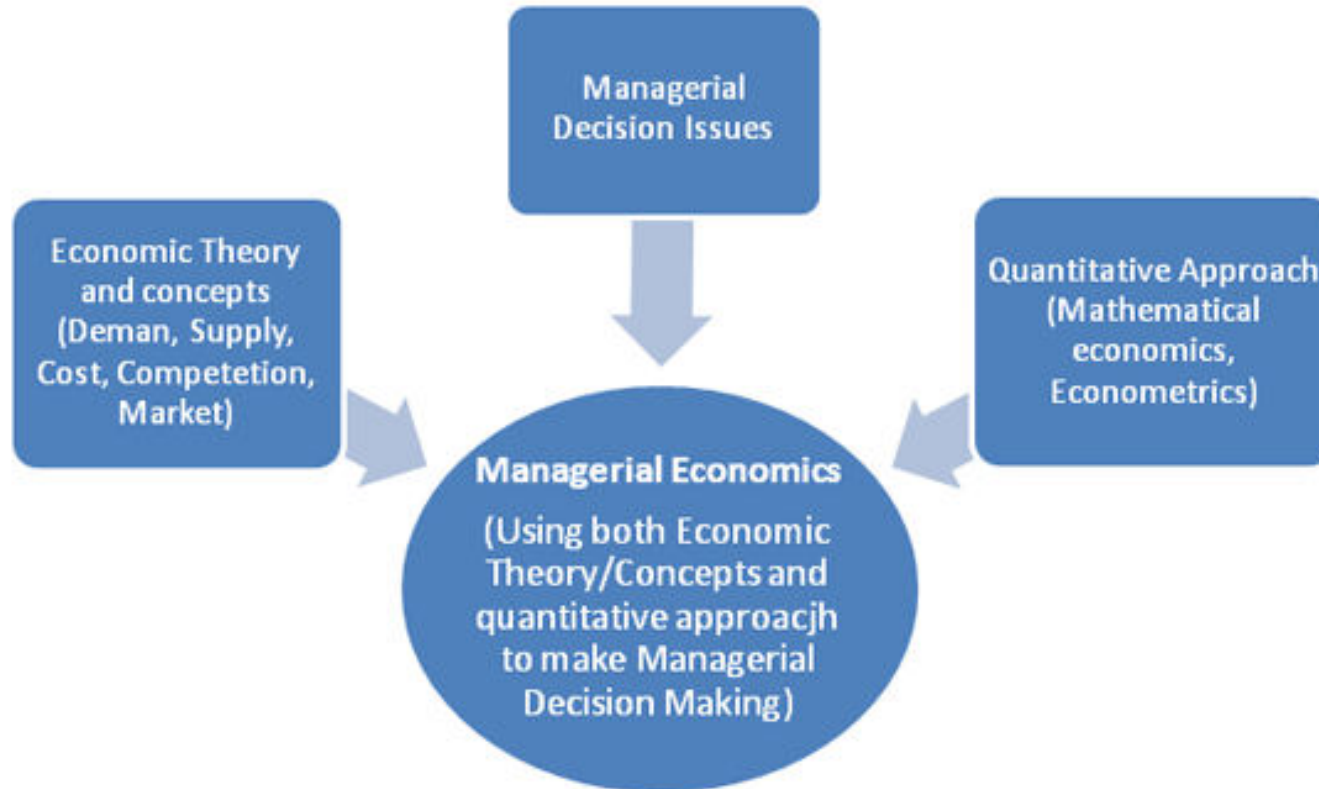 Managerial
Decision Issues
Economic Theory
and concepts
(Deman, Supply,
Cost, Competetion,
Market)
Quantitative Approach
(Mathematical
economics,
Econometrics)
Managerial Economics
(Using both Economic
Theory/Concepts and
quantitative approacjh
to make Managerial
Decision Making)